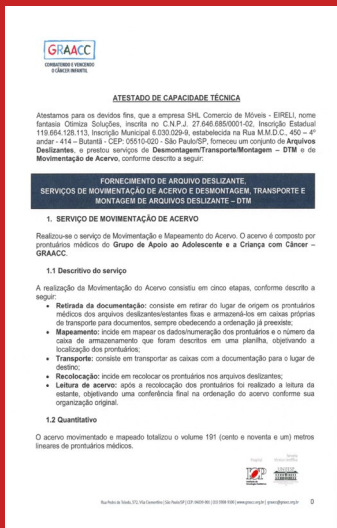 GRAACC
COMBATENDO E VENCENDO
O CÂNCER INFANTIL
ATESTADO DE CAPACIDADE TÉCNICA
Atestamos para os devidos fins, que a empresa SHL Comercio de Móveis - EIRELI, nome
fantasia Otimiza Soluções, inscrita no C.N.P.J. 27.646.685/0001-02, Inscrição Estadual
119.664.128.113, Inscrição Municipal 6.030.029-9, estabelecida na Rua M.M.D.C., 450 – 4º
andar - 414 – Butantã - CEP: 05510-020 - São Paulo/SP, forneceu um conjunto de Arquivos
Deslizantes, e prestou serviços de Desmontagem/Transporte/Montagem – DTM e de
Movimentação de Acervo, conforme descrito a seguir:
FORNECIMENTO DE ARQUIVO DESLIZANTE,
SERVIÇOS DE MOVIMENTAÇÃO DE ACERVO E DESMONTAGEM, TRANSPORTE E
MONTAGEM DE ARQUIVOS DESLIZANTE – DTM
1. SERVIÇO DE MOVIMENTAÇÃO DE ACERVO
Realizou-se o serviço de Movimentação e Mapeamento do Acervo. O acervo é composto por
prontuários médicos do Grupo de Apoio ao Adolescente e a Criança com Câncer –
GRAACC.
1.1 Descritivo do serviço
A realização da Movimentação do Acervo consistiu em cinco etapas, conforme descrito a
seguir:
• Retirada da documentação: consiste em retirar do lugar de origem os prontuários
médicos dos arquivos deslizantes/estantes fixas e armazená-los em caixas próprias
de transporte para documentos, sempre obedecendo a ordenação já preexiste;
• Mapeamento: incide em mapear os dados/numeração dos prontuários e o número da
caixa de armazenamento que foram descritos em uma planilha, objetivando a
localização dos prontuários;
• Transporte: consiste em transportar as caixas com a documentação para o lugar de
destino;
• Recolocação: incide em recolocar os prontuários nos arquivos deslizantes;
• Leitura de acervo: após a recolocação dos prontuários foi realizado a leitura da
estante, objetivando uma conferência final na ordenação do acervo conforme sua
organização original.
1.2 Quantitativo
O acervo movimentado e mapeado totalizou o volume 191 (cento e noventa e um) metros
lineares de prontuários médicos.
0